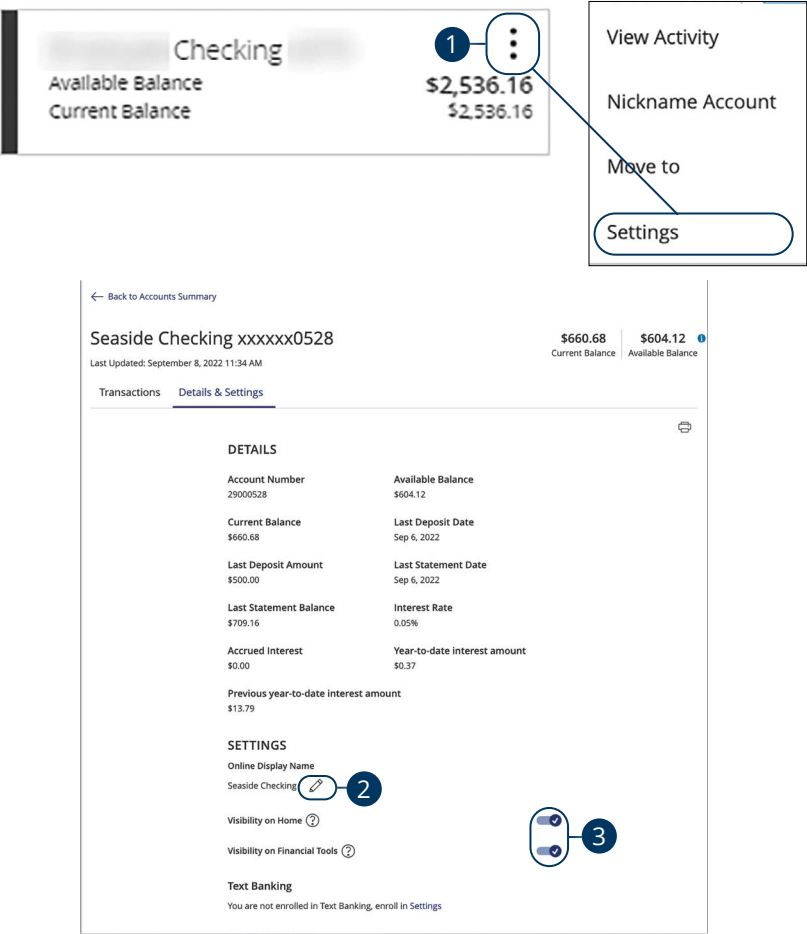 Checking
1
Available Balance $2,536.16
Current Balance $2,536.16
View Activity
Nickname Account
Move to
Settings
Back to Accounts Summary
Seaside Checking xxxxxx0528
$660.68 $604.12
Current Balance Available Balance
Last Updated: September 8, 2022 11:34 AM
Transactions Details & Settings
DETAILS
Account Number Available Balance
29000528 $604.12
Current Balance Last Deposit Date
$660.68 Sep 6, 2022
Last Deposit Amount Last Statement Date
$500.00 Sep 6, 2022
Last Statement Balance Interest Rate
$709.16 0.05%
Accrued Interest Year-to-date interest amount
$0.00 $0.37
Previous year-to-date interest amount
$13.79
SETTINGS
Online Display Name
Seaside Checking 2
Visibility on Home ?
3
Visibility on Financial Tools ?
Text Banking
You are not enrolled in Text Banking, enroll in Settings